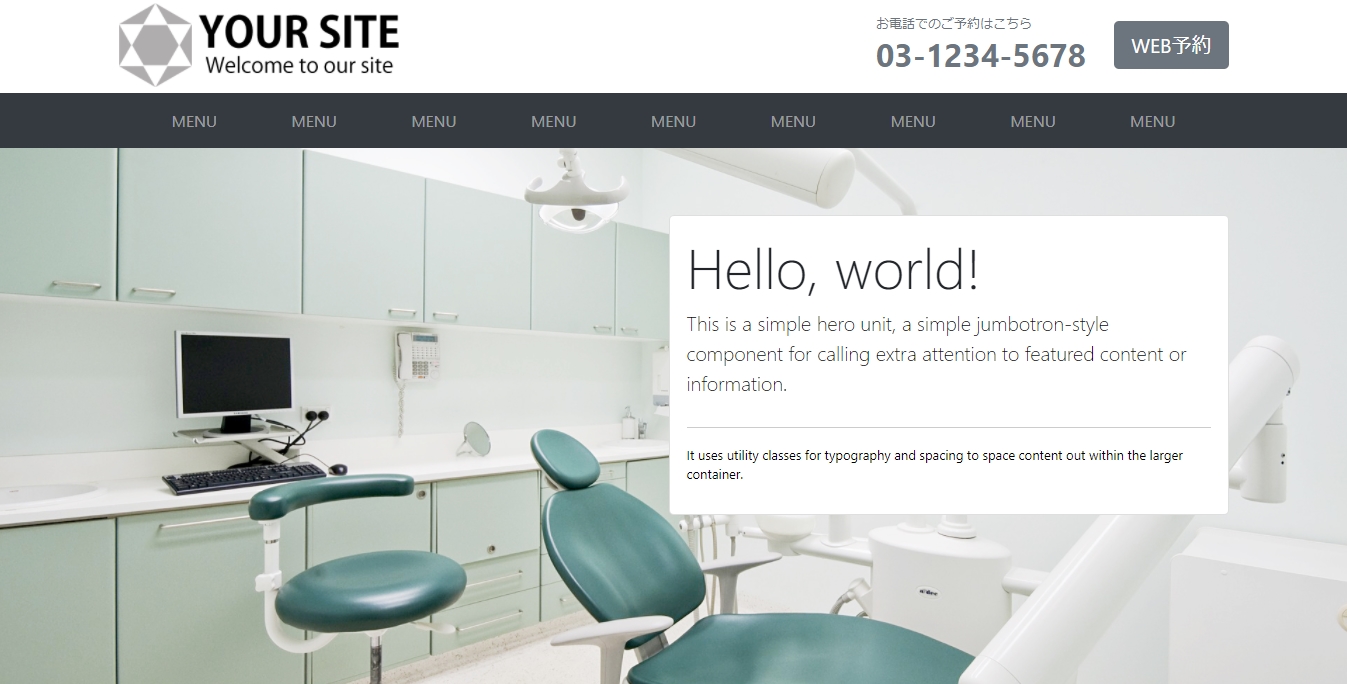 YOUR SITE
Welcome to our site
お電話でのご予約はこちら
03-1234-5678
WEB予約
MENU MENU MENU MENU MENU MENU MENU MENU MENU
Hello, world!
This is a simple hero unit, a simple jumbotron-style
component for calling extra attention to featured content or
information.
It uses utility classes for typography and spacing to space content out within the larger
container.